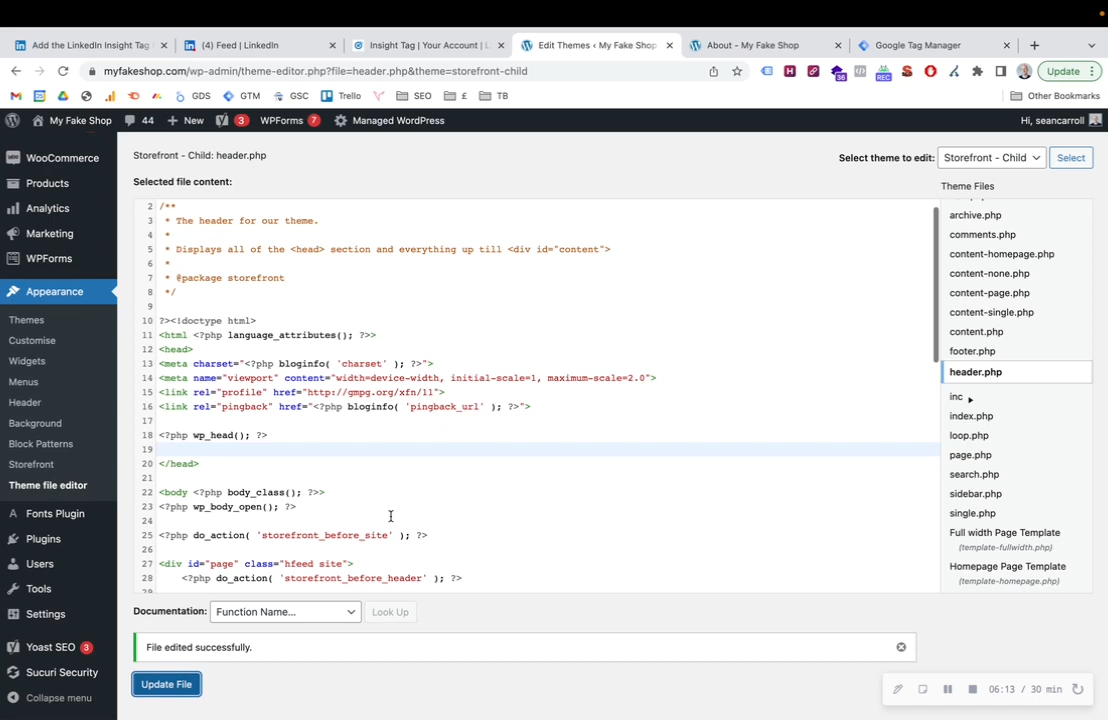 Add the LinkedIn Insight Tag
(4) Feed | LinkedIn
Insight Tag | Your Account | L
Edit Themes ‹ My Fake Shop
About - My Fake Shop
Google Tag Manager
myfakeshop.com/wp-admin/theme-editor.php?file=header.php&theme=storefront-child
36
REC
Update
GDS
GTM
GSC
Trello
SEO
£
TB
Other Bookmarks
My Fake Shop
44
New
3
WPForms
7
Managed WordPress
Hi, seancarroll
WooCommerce
Products
Analytics
Marketing
WPForms
Appearance
Themes
Customise
Widgets
Menus
Header
Background
Block Patterns
Storefront
Theme file editor
Fonts Plugin
Plugins
Users
Tools
Settings
Yoast SEO 3
Sucuri Security
Collapse menu
Storefront - Child: header.php
Select theme to edit:
Storefront - Child
Select
Selected file content:
2 /**
3 * The header for our theme.
4 *
5 * Displays all of the <head> section and everything up till <div id="content">
6 *
7 * @package storefront
8 */
9
10 ?><!doctype html>
11 <html <?php language_attributes(); ?>>
12 <head>
13 <meta charset="<?php bloginfo( 'charset' ); ?>">
14 <meta name="viewport" content="width=device-width, initial-scale=1, maximum-scale=2.0">
15 <link rel="profile" href="http://gmpg.org/xfn/11">
16 <link rel="pingback" href="<?php bloginfo( 'pingback_url' ); ?>">
17
18 <?php wp_head(); ?>
19
20 </head>
21
22 <body <?php body_class(); ?>>
23 <?php wp_body_open(); ?>
24
25 <?php do_action( 'storefront_before_site' ); ?>
26
27 <div id="page" class="hfeed site">
28 <?php do_action( 'storefront_before_header' ); ?>
29
Theme Files
archive.php
comments.php
content-homepage.php
content-none.php
content-page.php
content-single.php
content.php
footer.php
header.php
inc
index.php
loop.php
page.php
search.php
sidebar.php
single.php
Full width Page Template
(template-fullwidth.php)
Homepage Page Template
(template-homepage.php)
Documentation:
Function Name...
Look Up
File edited successfully.
Update File
06:13 / 30 min